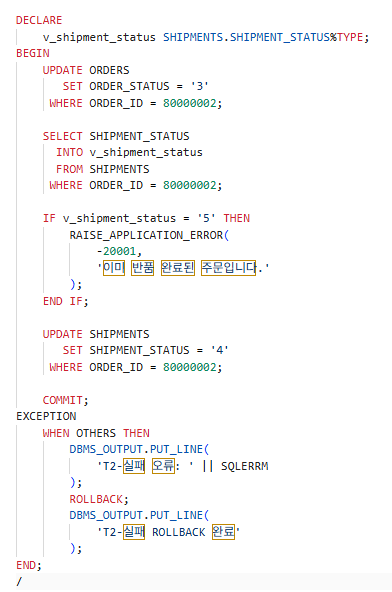 DECLARE
v_shipment_status SHIPMENTS.SHIPMENT_STATUS%TYPE;
BEGIN
UPDATE ORDERS
SET ORDER_STATUS = '3'
WHERE ORDER_ID = 80000002;
SELECT SHIPMENT_STATUS
INTO v_shipment_status
FROM SHIPMENTS
WHERE ORDER_ID = 80000002;
IF v_shipment_status = '5' THEN
RAISE_APPLICATION_ERROR(
-20001,
'이미 반품 완료된 주문입니다.'
);
END IF;
UPDATE SHIPMENTS
SET SHIPMENT_STATUS = '4'
WHERE ORDER_ID = 80000002;
COMMIT;
EXCEPTION
WHEN OTHERS THEN
DBMS_OUTPUT.PUT_LINE(
'T2-실패 오류: ' || SQLERRM
);
ROLLBACK;
DBMS_OUTPUT.PUT_LINE(
'T2-실패 ROLLBACK 완료'
);
END;
/